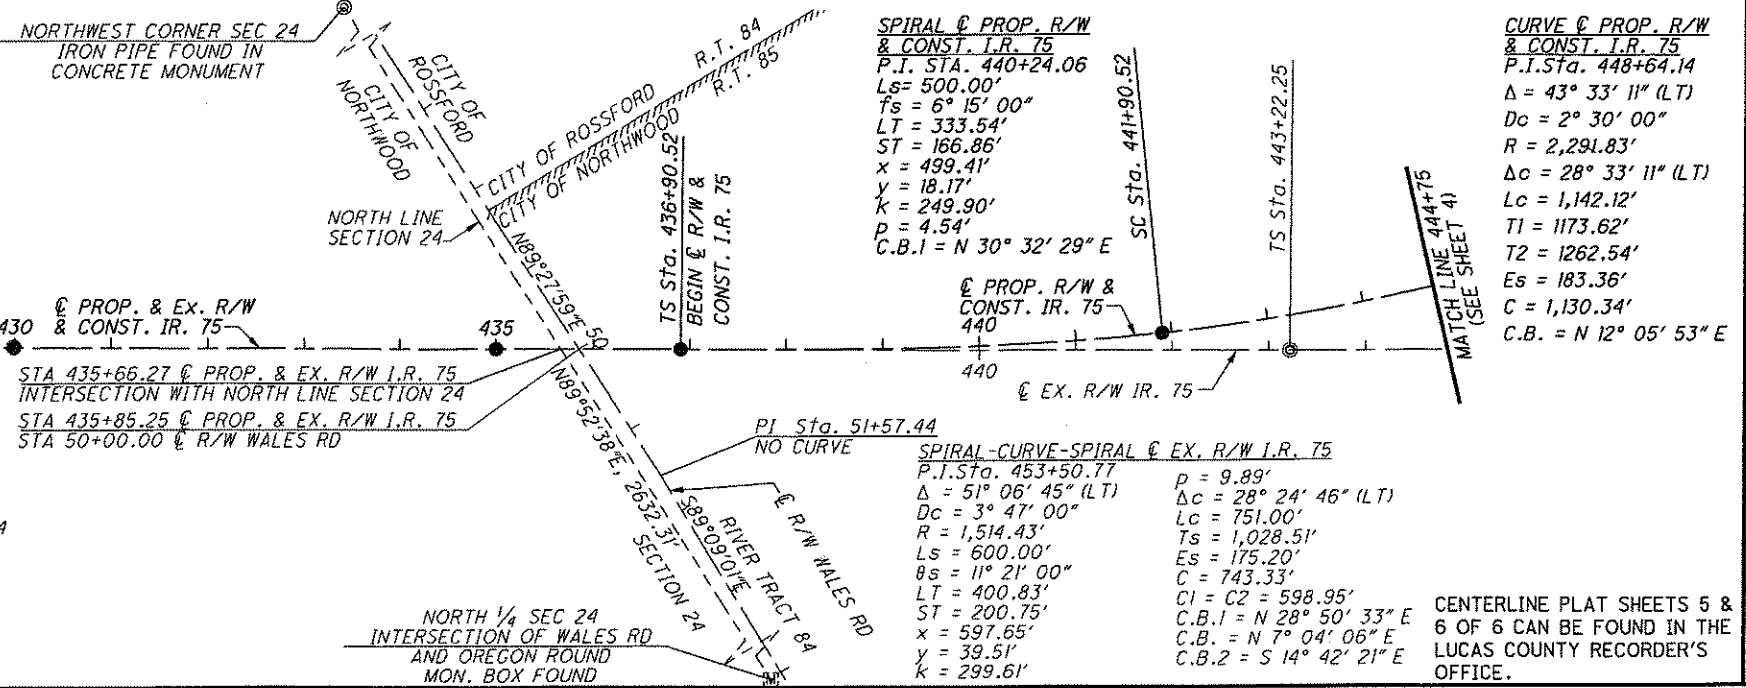 NORTHWEST CORNER SEC 24
IRON PIPE FOUND IN
CONCRETE MONUMENT
CITY OF
ROSSFORD
CITY OF
NORTHWOOD
R.T. 84
R.T. 85
CITY OF ROSSFORD
CITY OF NORTHWOOD
NORTH LINE
SECTION 24
N89°27'59"E
50
TS Sta. 436+90.52
BEGIN ℄ R/W &
CONST. I.R. 75
SPIRAL ℄ PROP. R/W
& CONST. I.R. 75
P.I. STA. 440+24.06
Ls= 500.00'
fs = 6° 15' 00"
LT = 333.54'
ST = 166.86'
x = 499.41'
y = 18.17'
k = 249.90'
p = 4.54'
C.B.1 = N 30° 32' 29" E
SC Sta. 441+90.52
TS Sta. 443+22.25
MATCH LINE 444+75
(SEE SHEET 4)
CURVE ℄ PROP. R/W
& CONST. I.R. 75
P.I.Sta. 448+64.14
Δ = 43° 33' 11" (LT)
Dc = 2° 30' 00"
R = 2,291.83'
Δc = 28° 33' 11" (LT)
Lc = 1,142.12'
T1 = 1173.62'
T2 = 1262.54'
Es = 183.36'
C = 1,130.34'
C.B. = N 12° 05' 53" E
℄ PROP. & Ex. R/W
& CONST. IR. 75
430
435
℄ PROP. R/W &
CONST. IR. 75
440
440
℄ EX. R/W IR. 75
STA 435+66.27 ℄ PROP. & EX. R/W I.R. 75
INTERSECTION WITH NORTH LINE SECTION 24
STA 435+85.25 ℄ PROP. & EX. R/W I.R. 75
STA 50+00.00 ℄ R/W WALES RD
N89°52'38"E, 2632.31'
SECTION 24
PI Sta. 51+57.44
NO CURVE
S89°09'01"E
RIVER TRACT 84
℄ R/W WALES RD
4
NORTH 1/4 SEC 24
INTERSECTION OF WALES RD
AND OREGON ROUND
MON. BOX FOUND
SPIRAL-CURVE-SPIRAL ℄ EX. R/W I.R. 75
P.I.Sta. 453+50.77
Δ = 51° 06' 45" (LT)
Dc = 3° 47' 00"
R = 1,514.43'
Ls = 600.00'
θs = 11° 21' 00"
LT = 400.83'
ST = 200.75'
x = 597.65'
y = 39.51'
k = 299.61'
p = 9.89'
Δc = 28° 24' 46" (LT)
Lc = 751.00'
Ts = 1,028.51'
Es = 175.20'
C = 743.33'
C1 = C2 = 598.95'
C.B.1 = N 28° 50' 33" E
C.B. = N 7° 04' 06" E
C.B.2 = S 14° 42' 21" E
CENTERLINE PLAT SHEETS 5 &
6 OF 6 CAN BE FOUND IN THE
LUCAS COUNTY RECORDER'S
OFFICE.